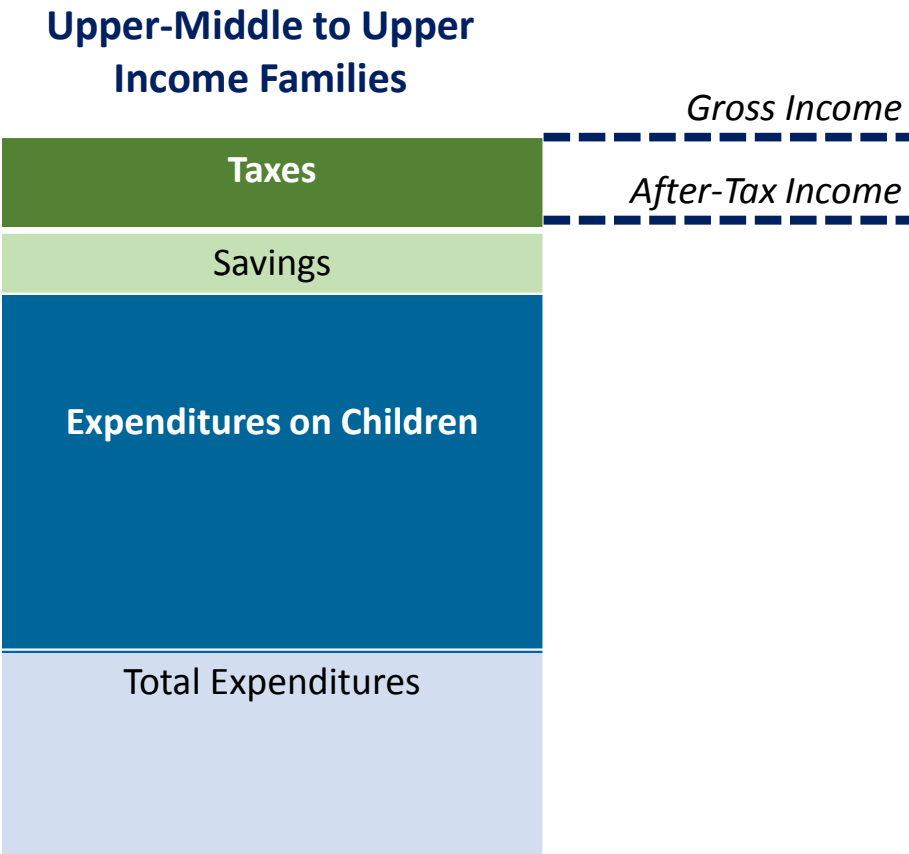 Upper-Middle to Upper
Income Families
Gross Income
Taxes
After-Tax Income
Savings
Expenditures on Children
Total Expenditures